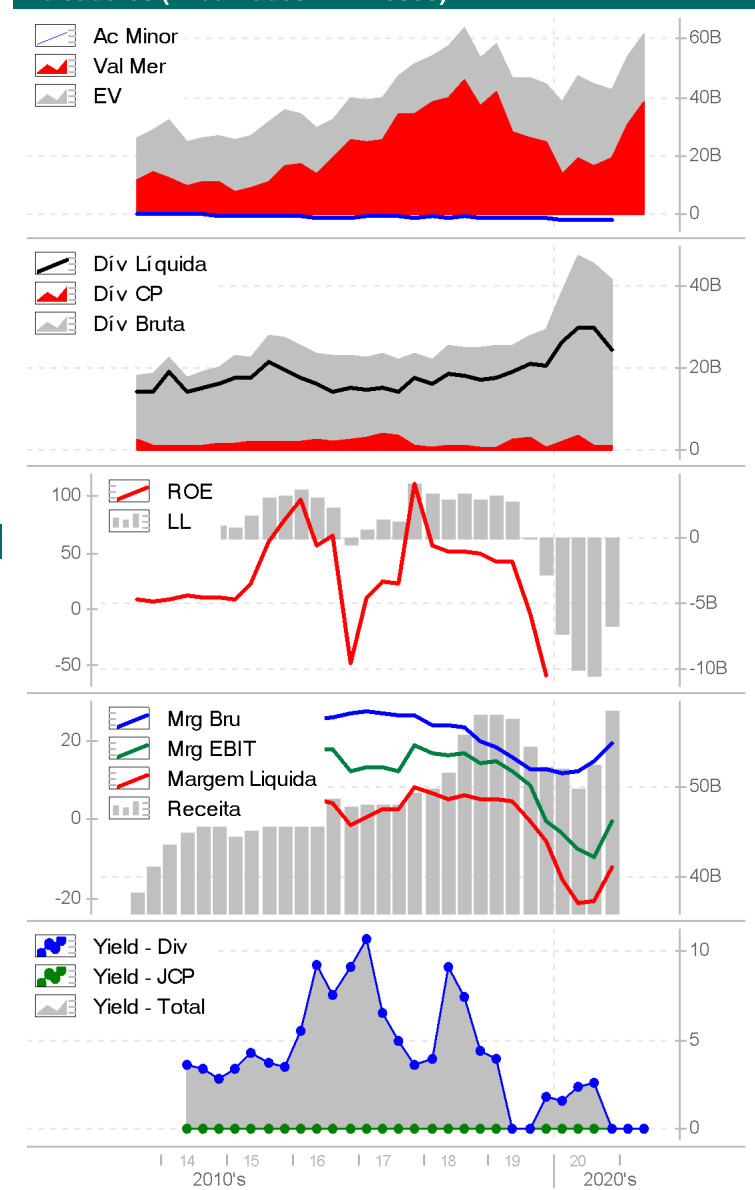 Ac Minor
Val Mer
EV
60B
40B
20B
0
Dív Líquida
Dív CP
Dív Bruta
40B
20B
0
ROE
LL
100
50
0
-50
0
-5B
-10B
Mrg Bru
Mrg EBIT
Margem Liquida
Receita
20
0
-20
50B
40B
Yield - Div
Yield - JCP
Yield - Total
10
5
0
14 15 16 17 18 19 20
2010's 2020's